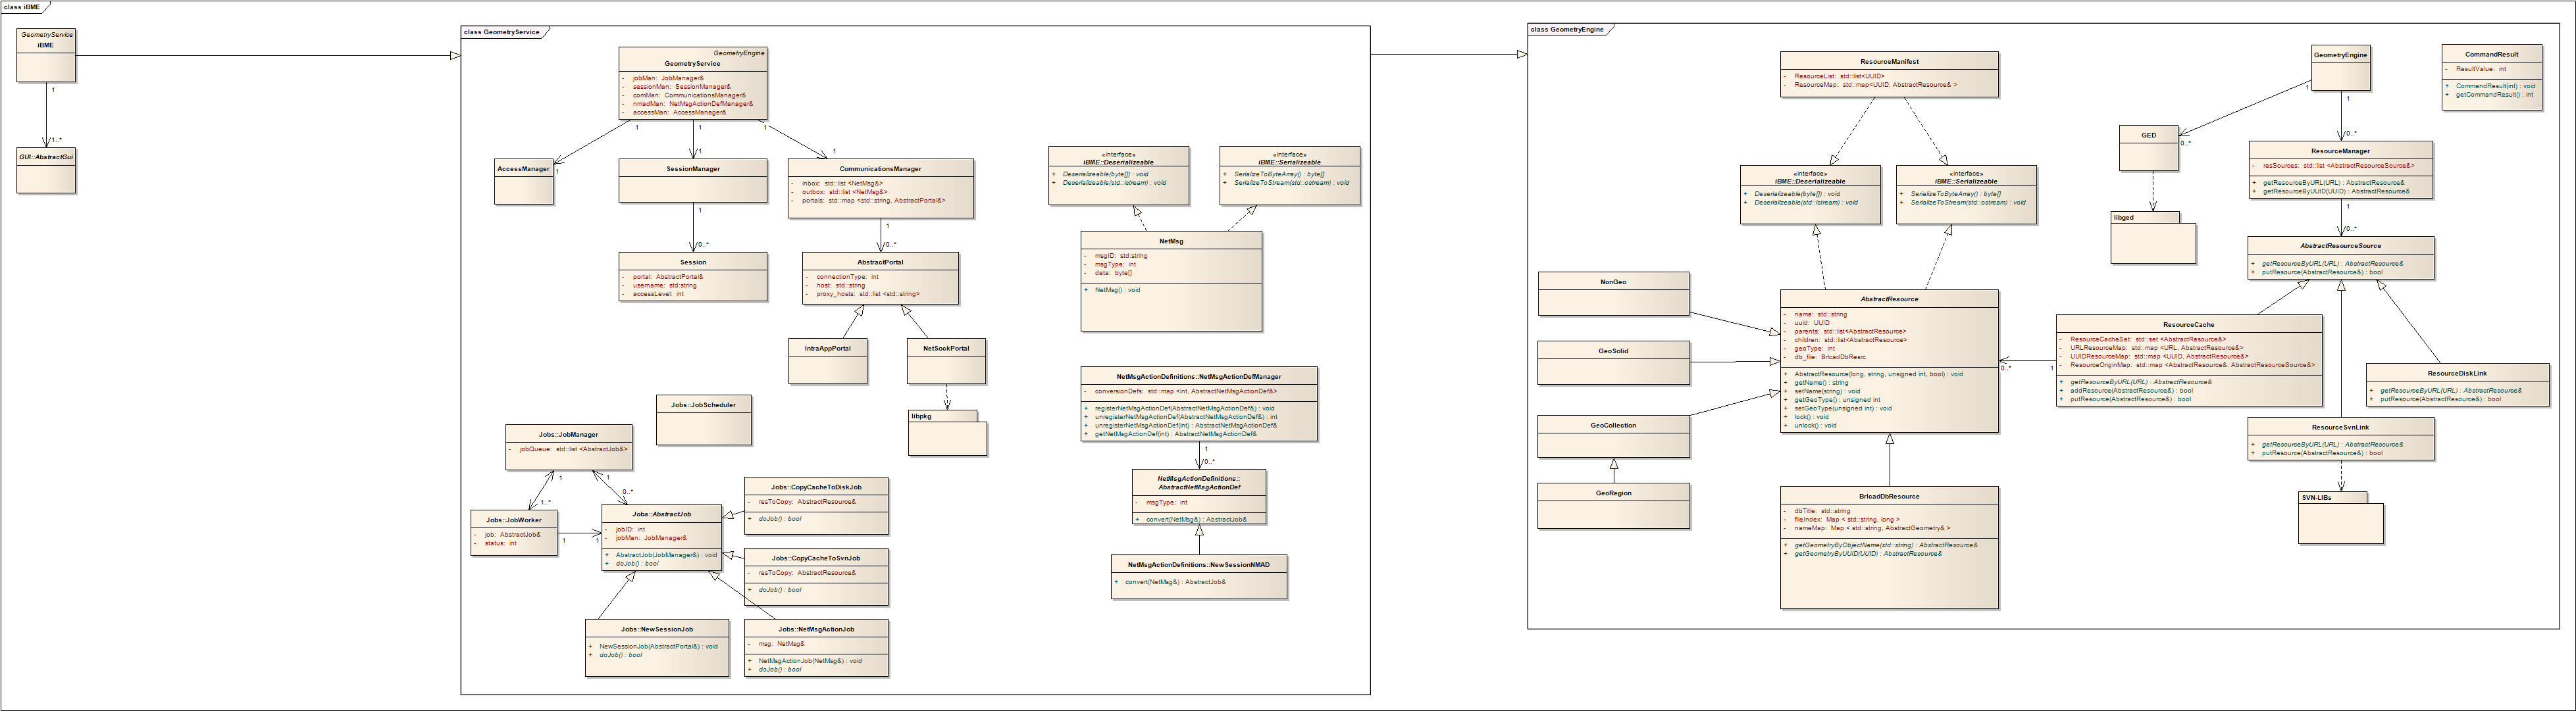 class iBME
GeometryService
iBME
1
1..*
GUI::AbstractGui
class GeometryService
GeometryEngine
GeometryService
- jobMan: JobManager&
- sessionMan: SessionManager&
- comMan: CommunicationsManager&
- nmadMan: NetMsgActionDefManager&
- accessMan: AccessManager&
1
1
1
1
1
1
AccessManager
SessionManager
1
0..*
CommunicationsManager
- inbox: std::list <NetMsg&>
- outbox: std::list <NetMsg&>
- portals: std::map <std::string, AbstractPortal&>
1
0..*
Session
- portal: AbstractPortal&
- username: std:string
- accessLevel: int
AbstractPortal
- connectionType: int
- host: std::string
- proxy_hosts: std::list <std::string>
IntraAppPortal
NetSockPortal
libpkg
Jobs::JobScheduler
Jobs::JobManager
- jobQueue: std::list <AbstractJob&>
1
1..*
1
0..*
Jobs::JobWorker
- job: AbstractJob&
- status: int
1
1
Jobs::AbstractJob
- jobID: int
- jobMan: JobManager&
+ AbstractJob(JobManager&) : void
+ doJob() : bool
Jobs::CopyCacheToDiskJob
- resToCopy: AbstractResource&
+ doJob() : bool
Jobs::CopyCacheToSvnJob
- resToCopy: AbstractResource&
+ doJob() : bool
Jobs::NewSessionJob
+ NewSessionJob(AbstractPortal&) : void
+ doJob() : bool
Jobs::NetMsgActionJob
- msg: NetMsg&
+ NetMsgActionJob(NetMsg&) : void
+ doJob() : bool
«interface»
iBME::Deserializeable
+ Deserializeable(byte[]) : void
+ Deserializeable(std::istream) : void
«interface»
iBME::Serializeable
+ SerializeToByteArray() : byte[]
+ SerializeToStream(std::ostream) : void
NetMsg
- msgID: std:string
- msgType: int
- data: byte[]
+ NetMsg() : void
NetMsgActionDefinitions::NetMsgActionDefManager
- conversionDefs: std::map <int, AbstractNetMsgActionDef&>
+ registerNetMsgActionDef(AbstractNetMsgActionDef&) : void
+ unregisterNetMsgActionDef(AbstractNetMsgActionDef&) : int
+ unregisterNetMsgActionDef(int) : AbstractNetMsgActionDef&
+ getNetMsgActionDef(int) : AbstractNetMsgActionDef&
1
0..*
NetMsgActionDefinitions::
AbstractNetMsgActionDef
- msgType: int
+ convert(NetMsg&) : AbstractJob&
NetMsgActionDefinitions::NewSessionNMAD
+ convert(NetMsg&) : AbstractJob&
class GeometryEngine
ResourceManifest
- ResourceList: std::list<UUID>
- ResourceMap: std::map<UUID, AbstractResource& >
«interface»
iBME::Deserializeable
+ Deserializeable(byte[]) : void
+ Deserializeable(std::istream) : void
«interface»
iBME::Serializeable
+ SerializeToByteArray() : byte[]
+ SerializeToStream(std::ostream) : void
NonGeo
GeoSolid
GeoCollection
GeoRegion
AbstractResource
- name: std::string
- uuid: UUID
- parents: std::list<AbstractResource>
- children: std::list<AbstractResource>
- geoType: int
- db_file: BrlcadDbResrc
+ AbstractResource(long, string, unsigned int, bool) : void
+ getName() : string
+ setName(string) : void
+ getGeoType() : unsigned int
+ setGeoType(unsigned int) : void
+ lock() : void
+ unlock() : void
BrlcadDbResource
- dbTitle: std::string
- fileIndex: Map < std::string, long >
- nameMap: Map < std::string, AbstractGeometry& >
+ getGeometryByObjectName(std::string) : AbstractResource&
+ getGeometryByUUID(UUID) : AbstractResource&
GeometryEngine
1
1
0..*
0..*
CommandResult
- ResultValue: int
+ CommandResult(int) : void
+ getCommandResult() : int
GED
libged
ResourceManager
- resSources: std::list <AbstractResourceSource&>
+ getResourceByURL(URL) : AbstractResource&
+ getResourceByUUID(UUID) : AbstractResource&
1
0..*
AbstractResourceSource
+ getResourceByURL(URL) : AbstractResource&
+ putResource(AbstractResource&) : bool
ResourceCache
- ResourceCacheSet: std::set <AbstractResource&>
- URLResourceMap: std::map <URL, AbstractResource&>
- UUIDResourceMap: std::map <UUID, AbstractResource&>
- ResourceOriginMap: std::map <AbstractResource&, AbstractResourceSource&>
+ getResourceByURL(URL) : AbstractResource&
+ addResource(AbstractResource&) : bool
+ putResource(AbstractResource&) : bool
1
0..*
ResourceDiskLink
+ getResourceByURL(URL) : AbstractResource&
+ putResource(AbstractResource&) : bool
ResourceSvnLink
+ getResourceByURL(URL) : AbstractResource&
+ putResource(AbstractResource&) : bool
SVN-LIBs